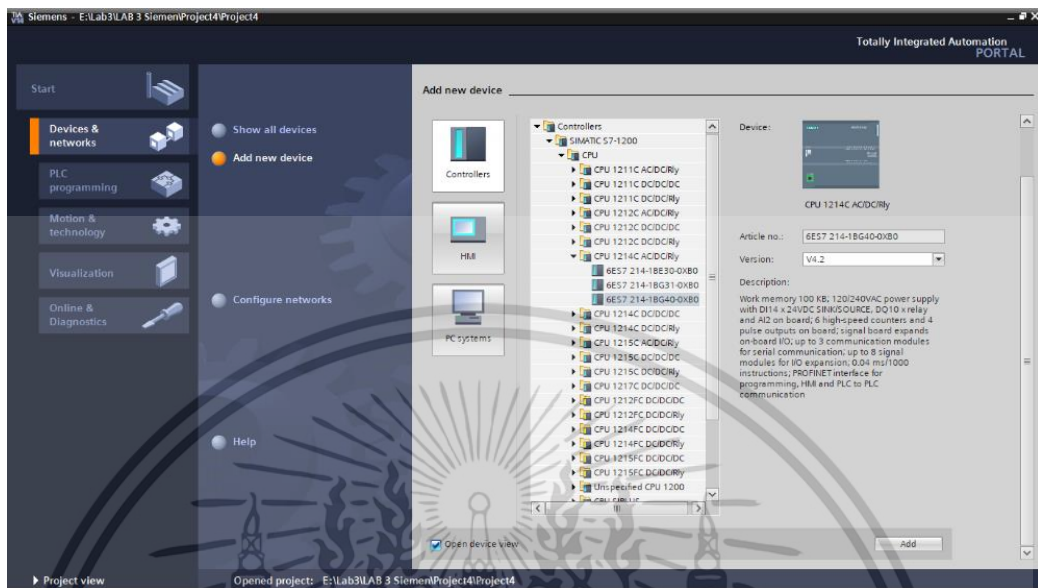 Siemens - E:\Lab3\LAB 3 Siemen\Project4\Project4
Totally Integrated Automation
PORTAL
Start
Devices &
networks
PLC
programming
Motion &
technology
Visualization
Online &
Diagnostics
Show all devices
Add new device
Configure networks
Help
Add new device
Controllers
HMI
PC systems
Controllers
SIMATIC S7-1200
CPU
CPU 1211C AC/DC/Rly
CPU 1211C DC/DC/DC
CPU 1211C DC/DC/Rly
CPU 1212C AC/DC/Rly
CPU 1212C DC/DC/DC
CPU 1212C DC/DC/Rly
CPU 1214C AC/DC/Rly
6ES7 214-1BE30-0XB0
6ES7 214-1BG31-0XB0
6ES7 214-1BG40-0XB0
CPU 1214C DC/DC/DC
CPU 1214C DC/DC/Rly
CPU 1215C AC/DC/Rly
CPU 1215C DC/DC/DC
CPU 1215C DC/DC/Rly
CPU 1217C DC/DC/DC
CPU 1212FC DC/DC/DC
CPU 1212FC DC/DC/Rly
CPU 1214FC DC/DC/DC
CPU 1214FC DC/DC/Rly
CPU 1215FC DC/DC/DC
CPU 1215FC DC/DC/Rly
Unspecified CPU 1200
CPU SIPLUS
Device:
CPU 1214C AC/DC/Rly
Article no.: 6ES7 214-1BG40-0XB0
Version: V4.2
Description:
Work memory 100 KB; 120/240VAC power supply
with DI14 x 24VDC SINK/SOURCE, DQ10 x relay
and AI2 on board; 6 high-speed counters and 4
pulse outputs on board; signal board expands
on-board I/O; up to 3 communication modules
for serial communication; up to 8 signal
modules for I/O expansion; 0.04 ms/1000
instructions; PROFINET interface for
programming, HMI and PLC to PLC
communication
Open device view
Add
Project view
Opened project: E:\Lab3\LAB 3 Siemen\Project4\Project4